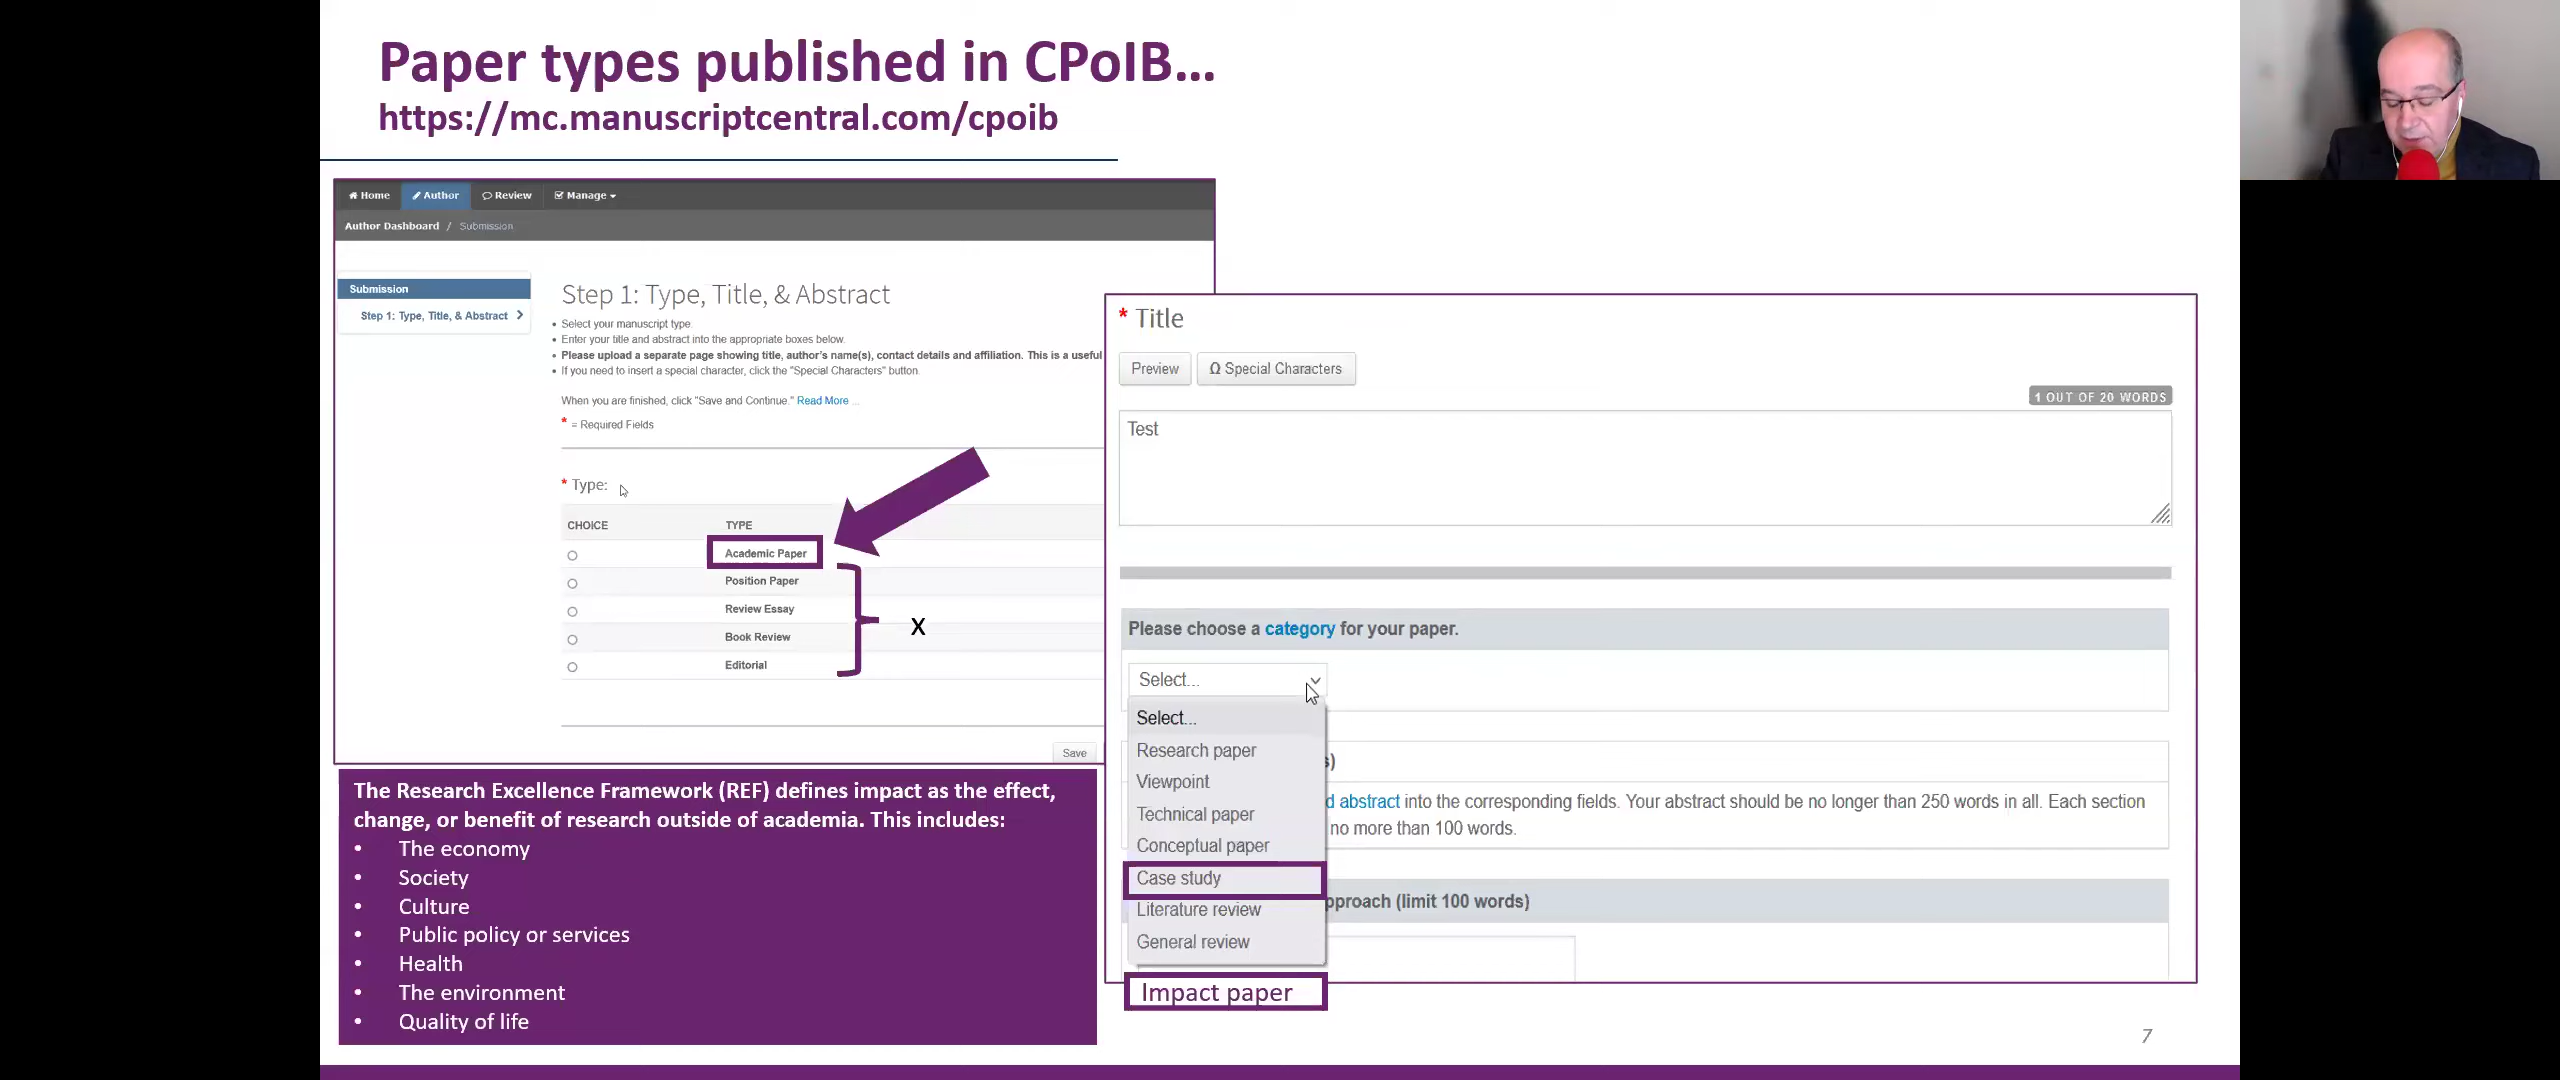 Paper types published in CPoIB...
https://mc.manuscriptcentral.com/cpoib
Home Author Review Manage
Author Dashboard / Submission
Submission
Step 1: Type, Title, & Abstract
Step 1: Type, Title, & Abstract
Select your manuscript type.
Enter your title and abstract into the appropriate boxes below.
Please upload a separate page showing title, author's name(s), contact details and affiliation. This is a useful
If you need to insert a special character, click the "Special Characters" button.
When you are finished, click "Save and Continue." Read More ...
* = Required Fields
* Type:
CHOICE TYPE
Academic Paper
Position Paper
Review Essay
Book Review
Editorial
X
Save
* Title
Preview Ω Special Characters
1 OUT OF 20 WORDS
Test
Please choose a category for your paper.
Select...
Select...
Research paper
Viewpoint
Technical paper
Conceptual paper
Case study
Literature review
General review
s)
d abstract into the corresponding fields. Your abstract should be no longer than 250 words in all. Each section
no more than 100 words.
pproach (limit 100 words)
Impact paper
The Research Excellence Framework (REF) defines impact as the effect,
change, or benefit of research outside of academia. This includes:
• The economy
• Society
• Culture
• Public policy or services
• Health
• The environment
• Quality of life
7